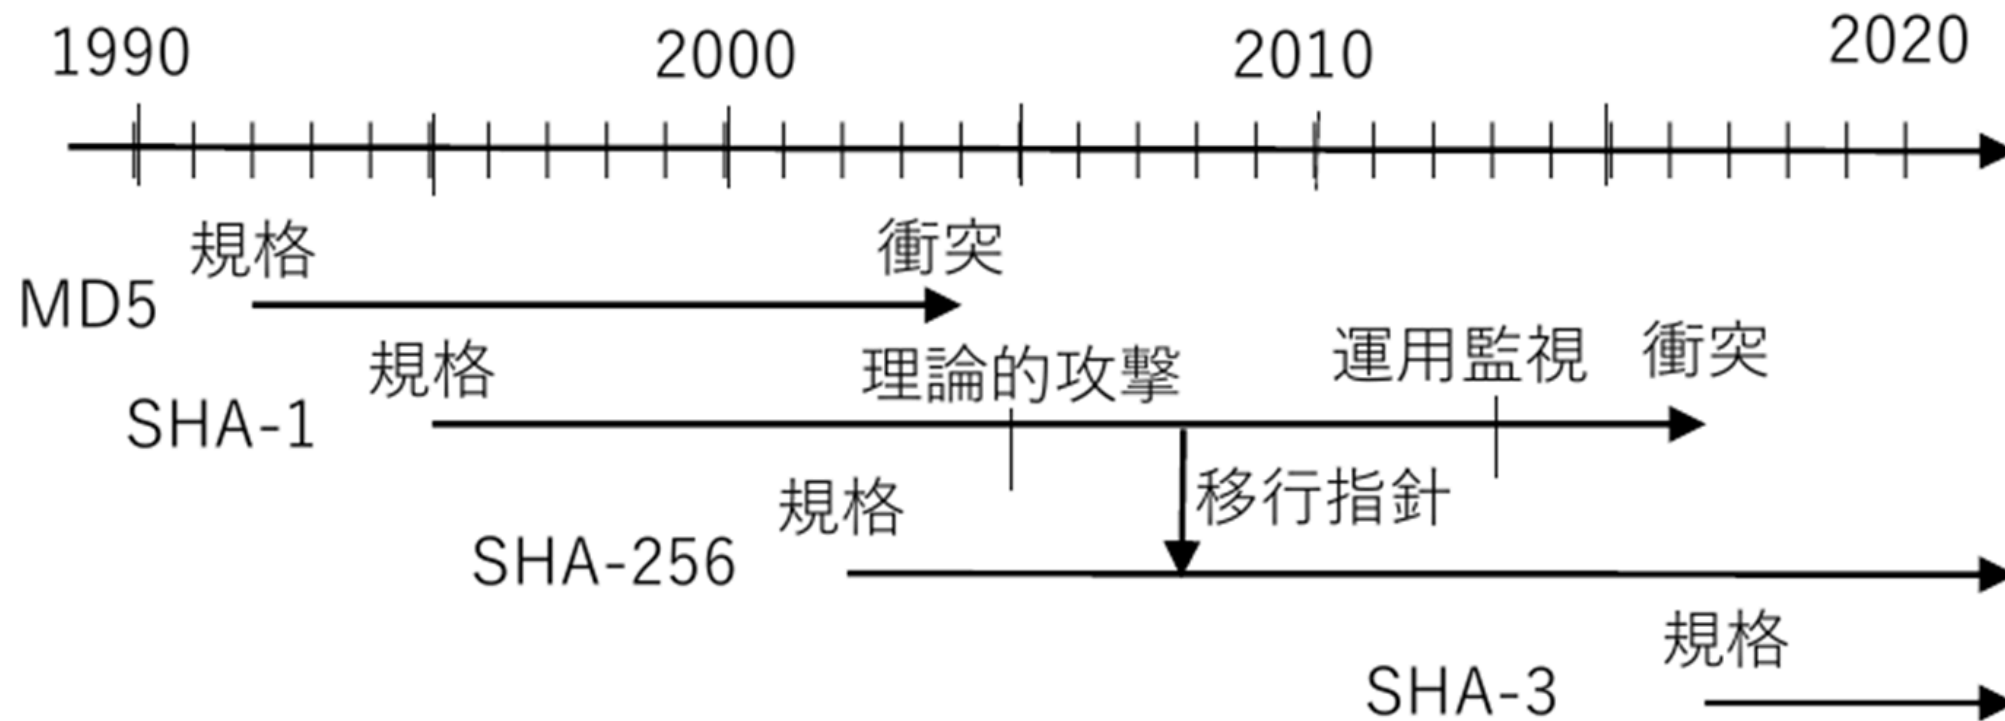 1990 2000 2010 2020
規格 衝突
MD5
規格 理論的攻撃 運用監視 衝突
SHA-1
規格 移行指針
SHA-256
規格
SHA-3